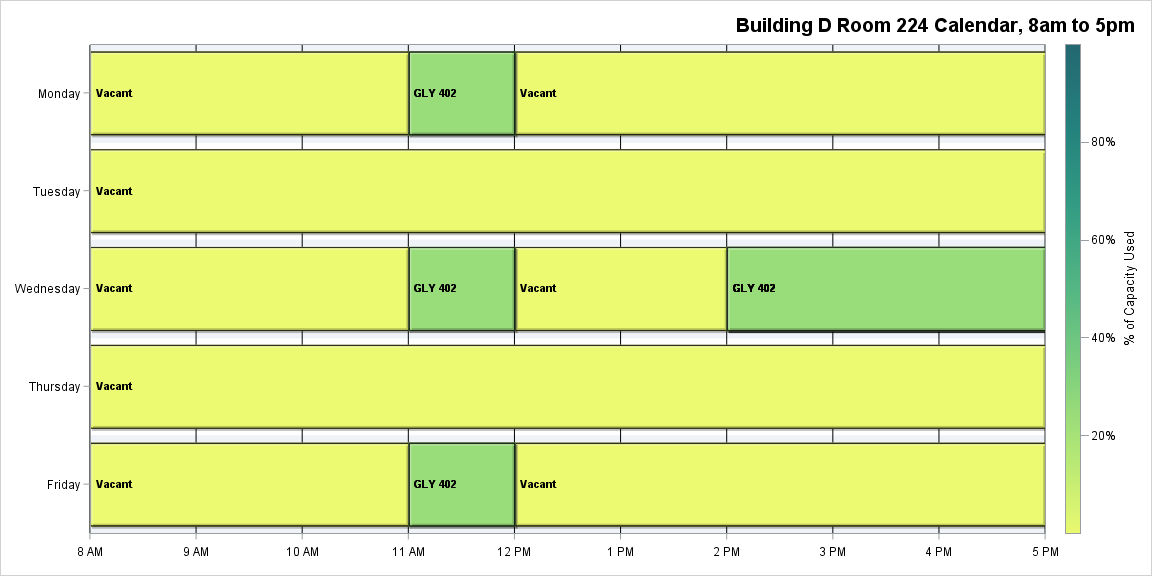 Building D Room 224 Calendar, 8am to 5pm
Monday
Vacant
GLY 402
Vacant
Tuesday
Vacant
Wednesday
Vacant
GLY 402
Vacant
GLY 402
Thursday
Vacant
Friday
Vacant
GLY 402
Vacant
8 AM 9 AM 10 AM 11 AM 12 PM 1 PM 2 PM 3 PM 4 PM 5 PM
80%
60%
40%
20%
% of Capacity Used